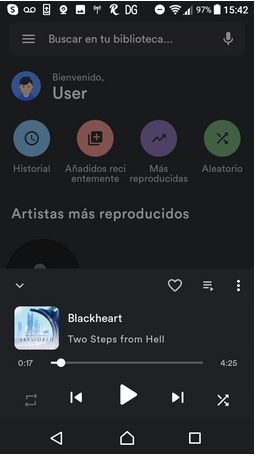 DG 97% 15:42
Buscar en tu biblioteca...
Bienvenido,
User
Historial
Añadidos reci
entemente
Más
reproducidas
Aleatorio
Artistas más reproducidos
Blackheart
SKYWORLD
Two Steps from Hell
0:17
4:25